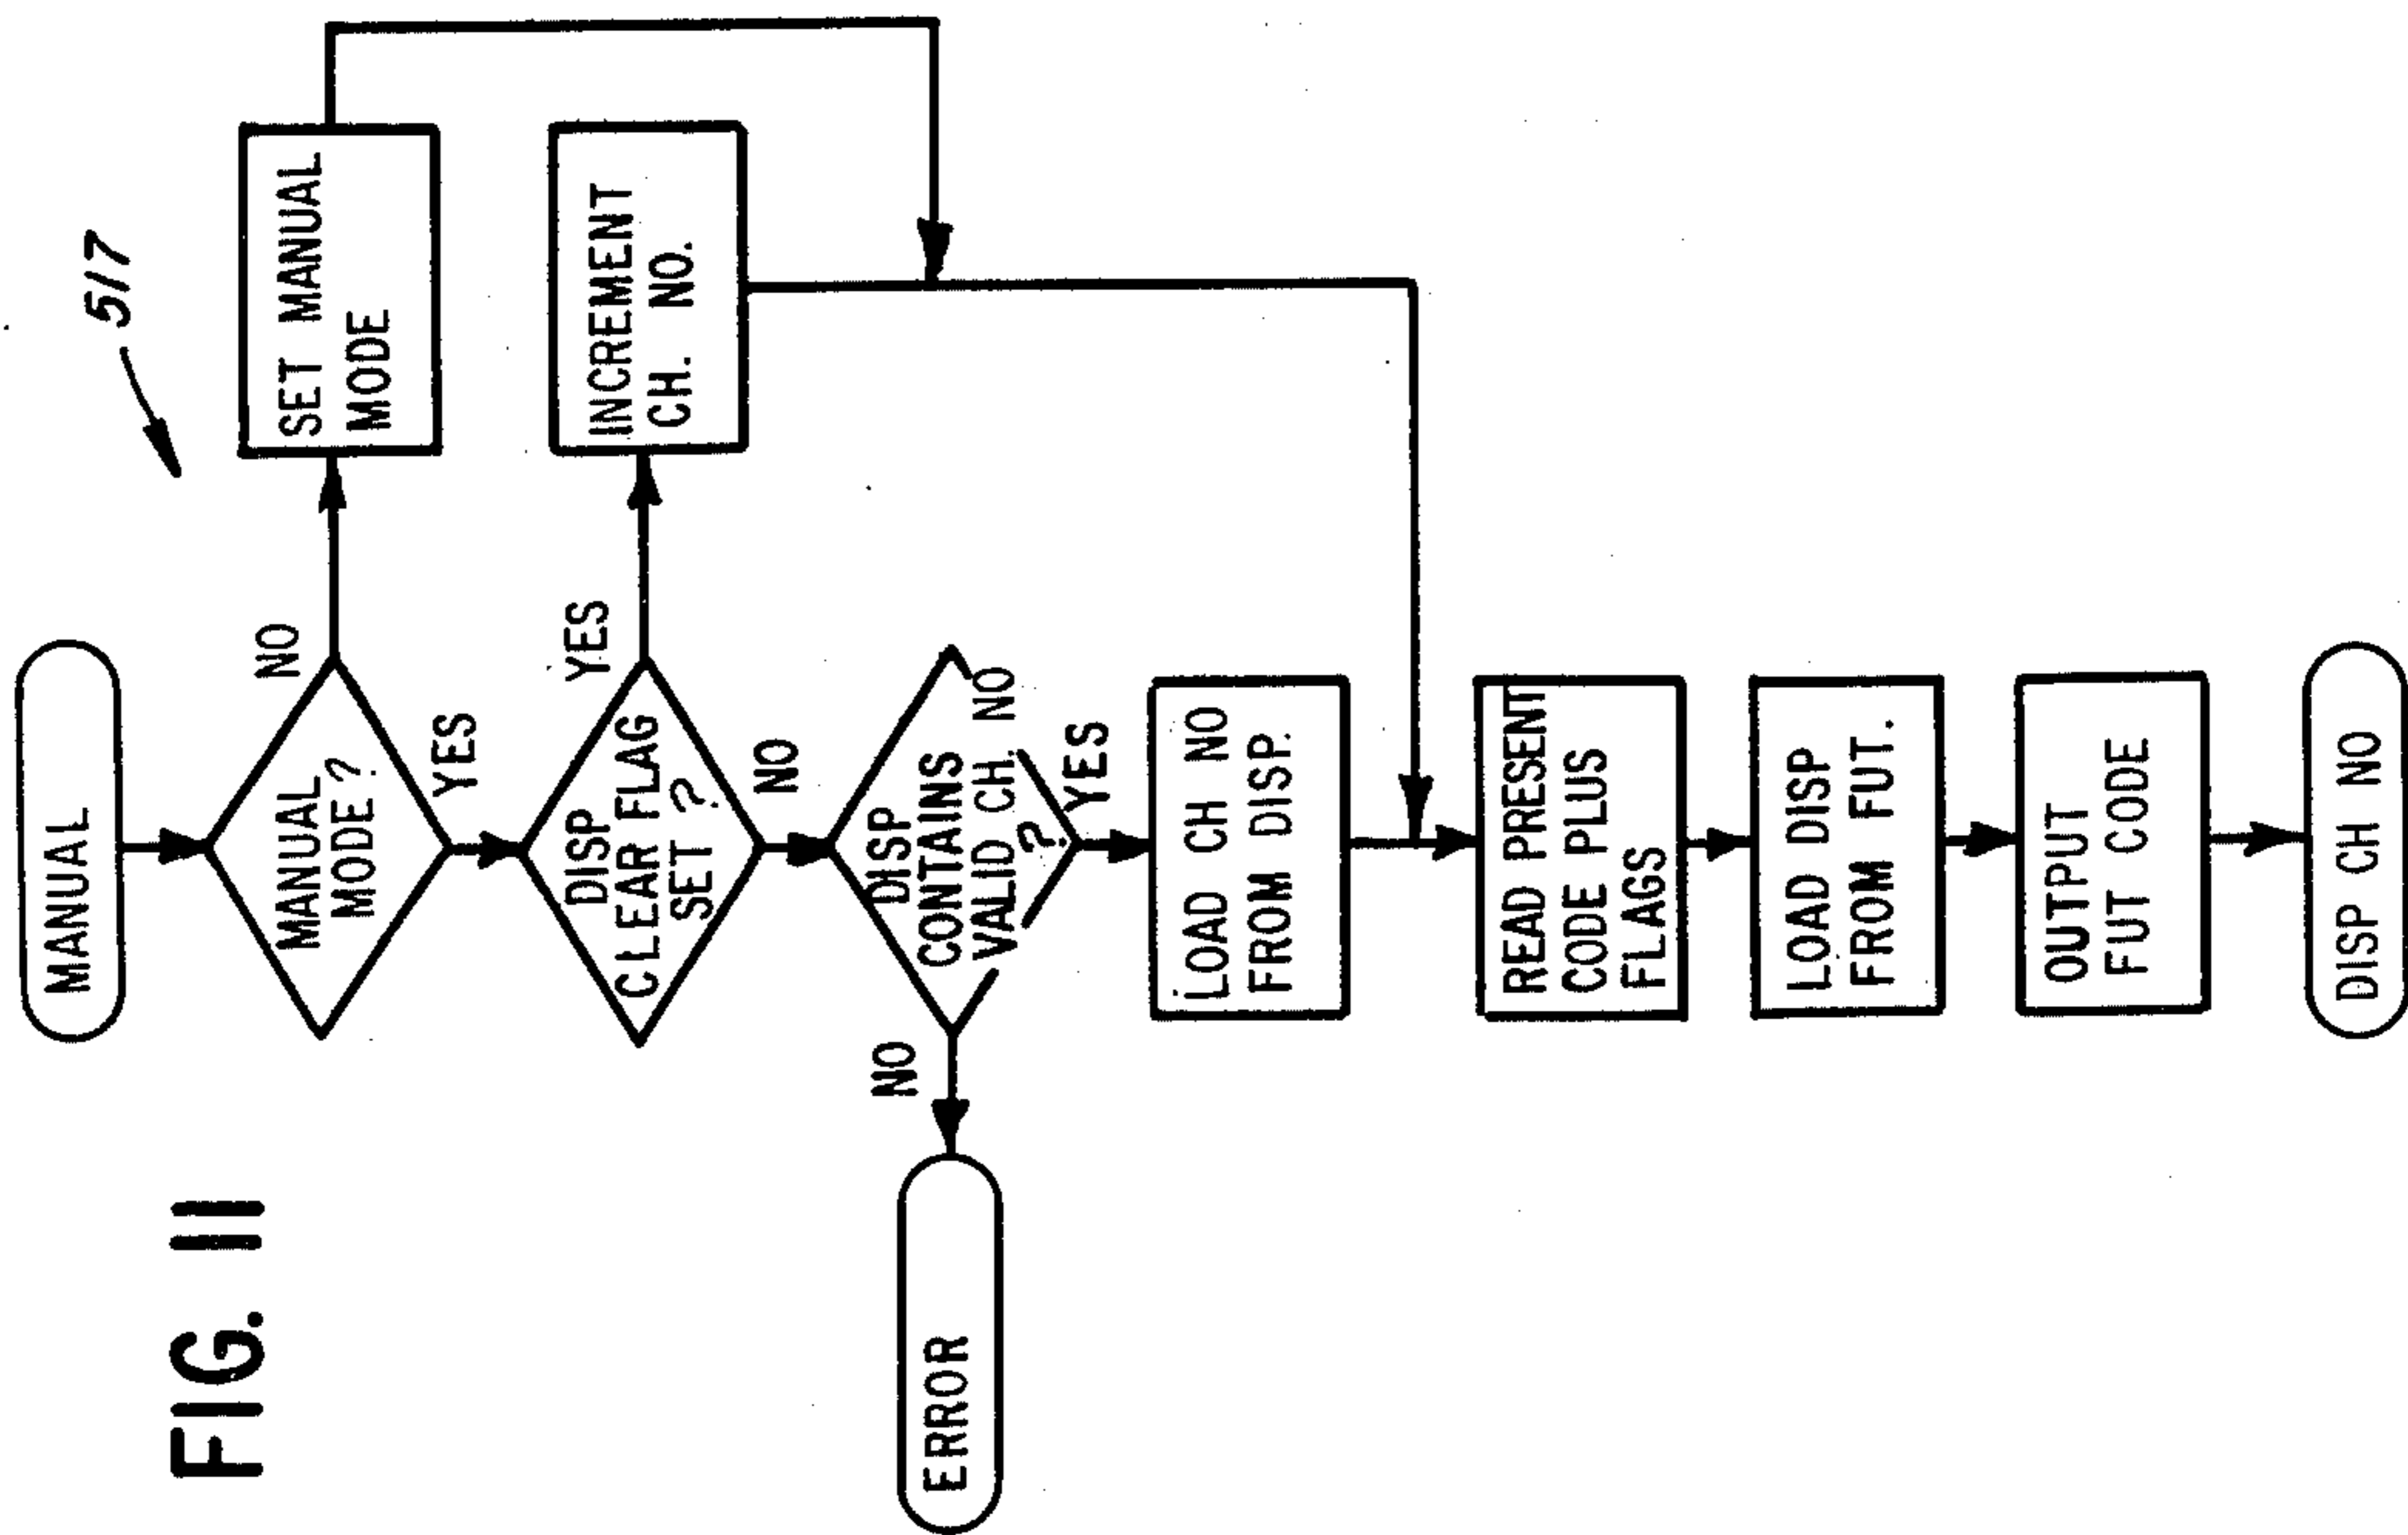 FIG. 11
517
MANUAL
MANUAL
MODE?
NO
YES
SET MANUAL
MODE
DISP
CLEAR FLAG
SET ?
YES
NO
INCREMENT
CH. NO.
DISP
CONTAINS
VALID CH. NO
?
NO
YES
ERROR
LOAD CH NO
FROM DISP.
READ PRESENT
CODE PLUS
FLAGS
LOAD DISP
FROM FUT.
OUTPUT
FUT CODE
DISP CH NO